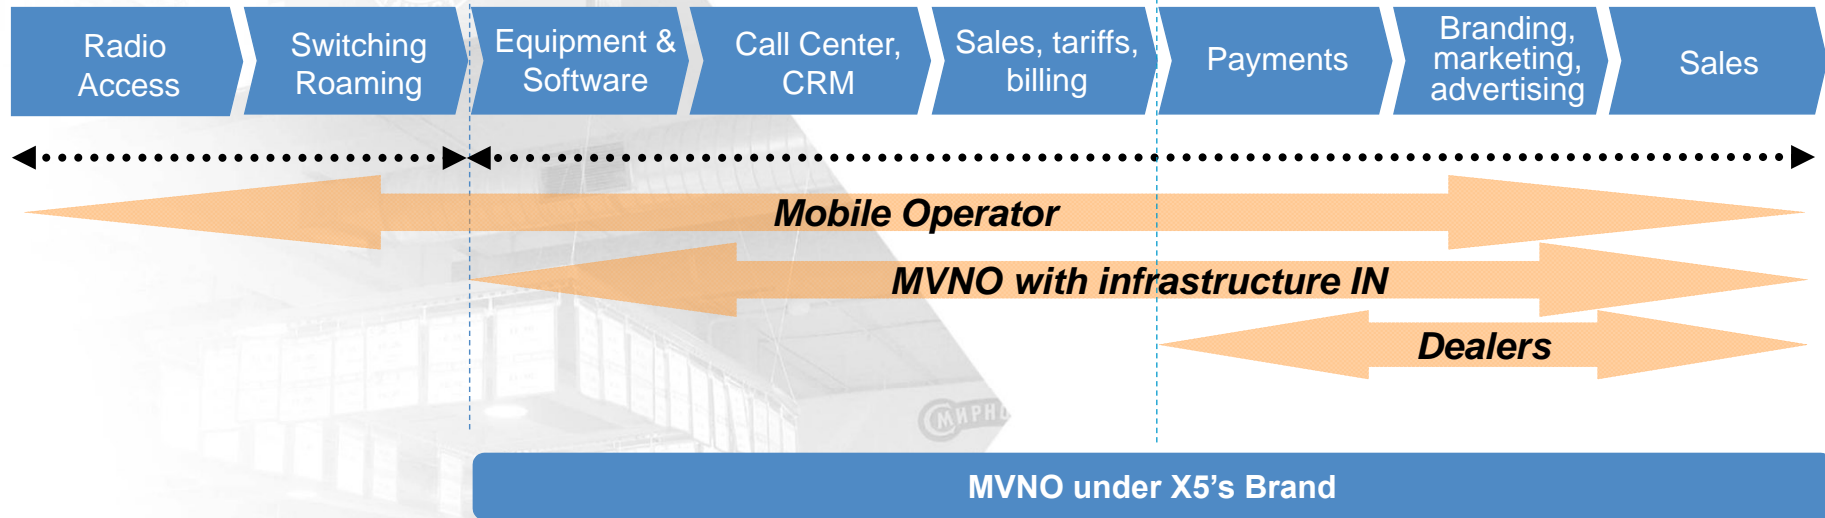 Radio
Access
Switching
Roaming
Equipment &
Software
Call Center,
CRM
Sales, tariffs,
billing
Payments
Branding,
marketing,
advertising
Sales
Mobile Operator
MVNO with infrastructure IN
Dealers
MVNO under X5's Brand